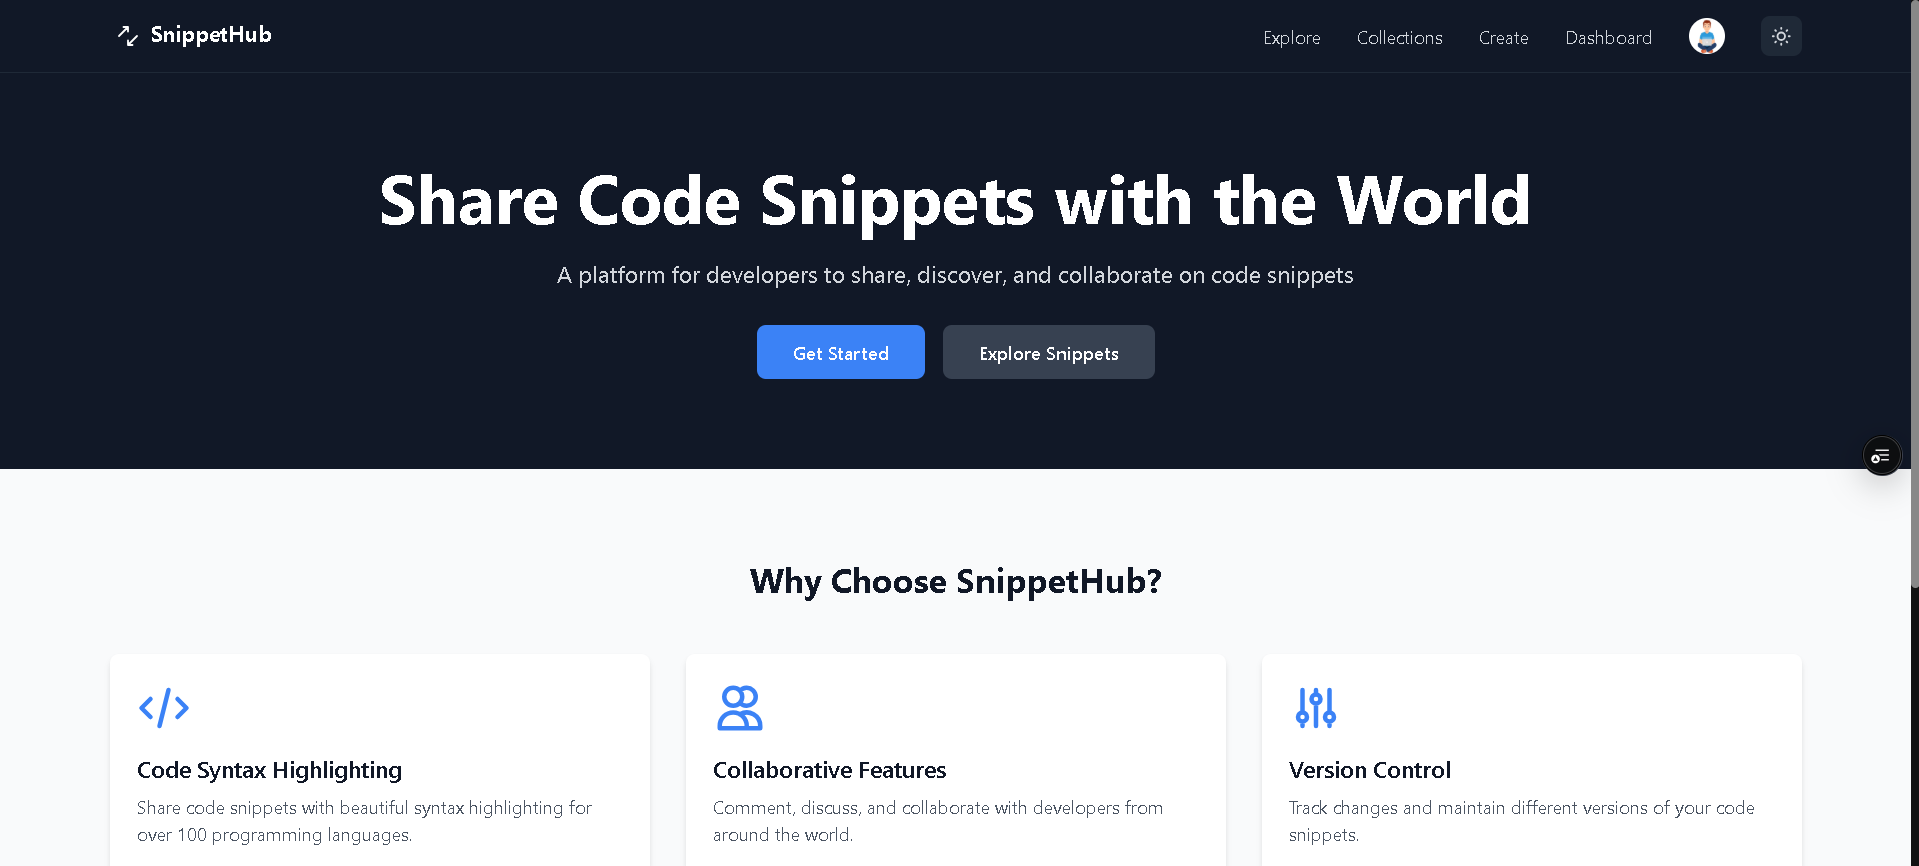 SnippetHub
Explore
Collections
Create
Dashboard
Share Code Snippets with the World
A platform for developers to share, discover, and collaborate on code snippets
Get Started
Explore Snippets
Why Choose SnippetHub?
Code Syntax Highlighting
Share code snippets with beautiful syntax highlighting for
over 100 programming languages.
Collaborative Features
Comment, discuss, and collaborate with developers from
around the world.
Version Control
Track changes and maintain different versions of your code
snippets.